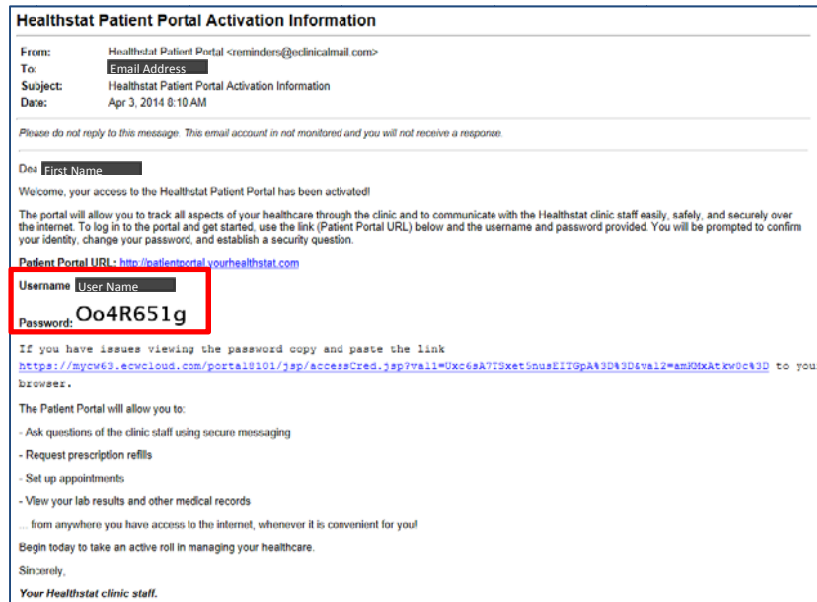 Healthstat Patient Portal Activation Information
From: Healthstat Patient Portal <reminders@eclinicalmail.com>
To: Email Address
Subject: Healthstat Patient Portal Activation Information
Date: Apr 3, 2014 8:10 AM
Please do not reply to this message. This email account in not monitored and you will not receive a response.
Dea First Name
Welcome, your access to the Healthstat Patient Portal has been activated!
The portal will allow you to track all aspects of your healthcare through the clinic and to communicate with the Healthstat clinic staff easily, safely, and securely over
the internet. To log in to the portal and get started, use the link (Patient Portal URL) below and the username and password provided. You will be prompted to confirm
your identity, change your password, and establish a security question.
Patient Portal URL: http://patientportal.yourhealthstat.com
Username User Name
Password: Oo4R651g
If you have issues viewing the password copy and paste the link
https://mycw63.ecwcloud.com/portal8101/jsp/accessCred.jsp?val1=Uxc6sA7TSxetSnusEITGpA%3D%3D&val2=amKMxAtkw0c%3D to you
browser.
The Patient Portal will allow you to:
- Ask questions of the clinic staff using secure messaging
- Request prescription refills
- Set up appointments
- View your lab results and other medical records
... from anywhere you have access to the internet, whenever it is convenient for you!
Begin today to take an active roll in managing your healthcare.
Sincerely,
Your Healthstat clinic staff.